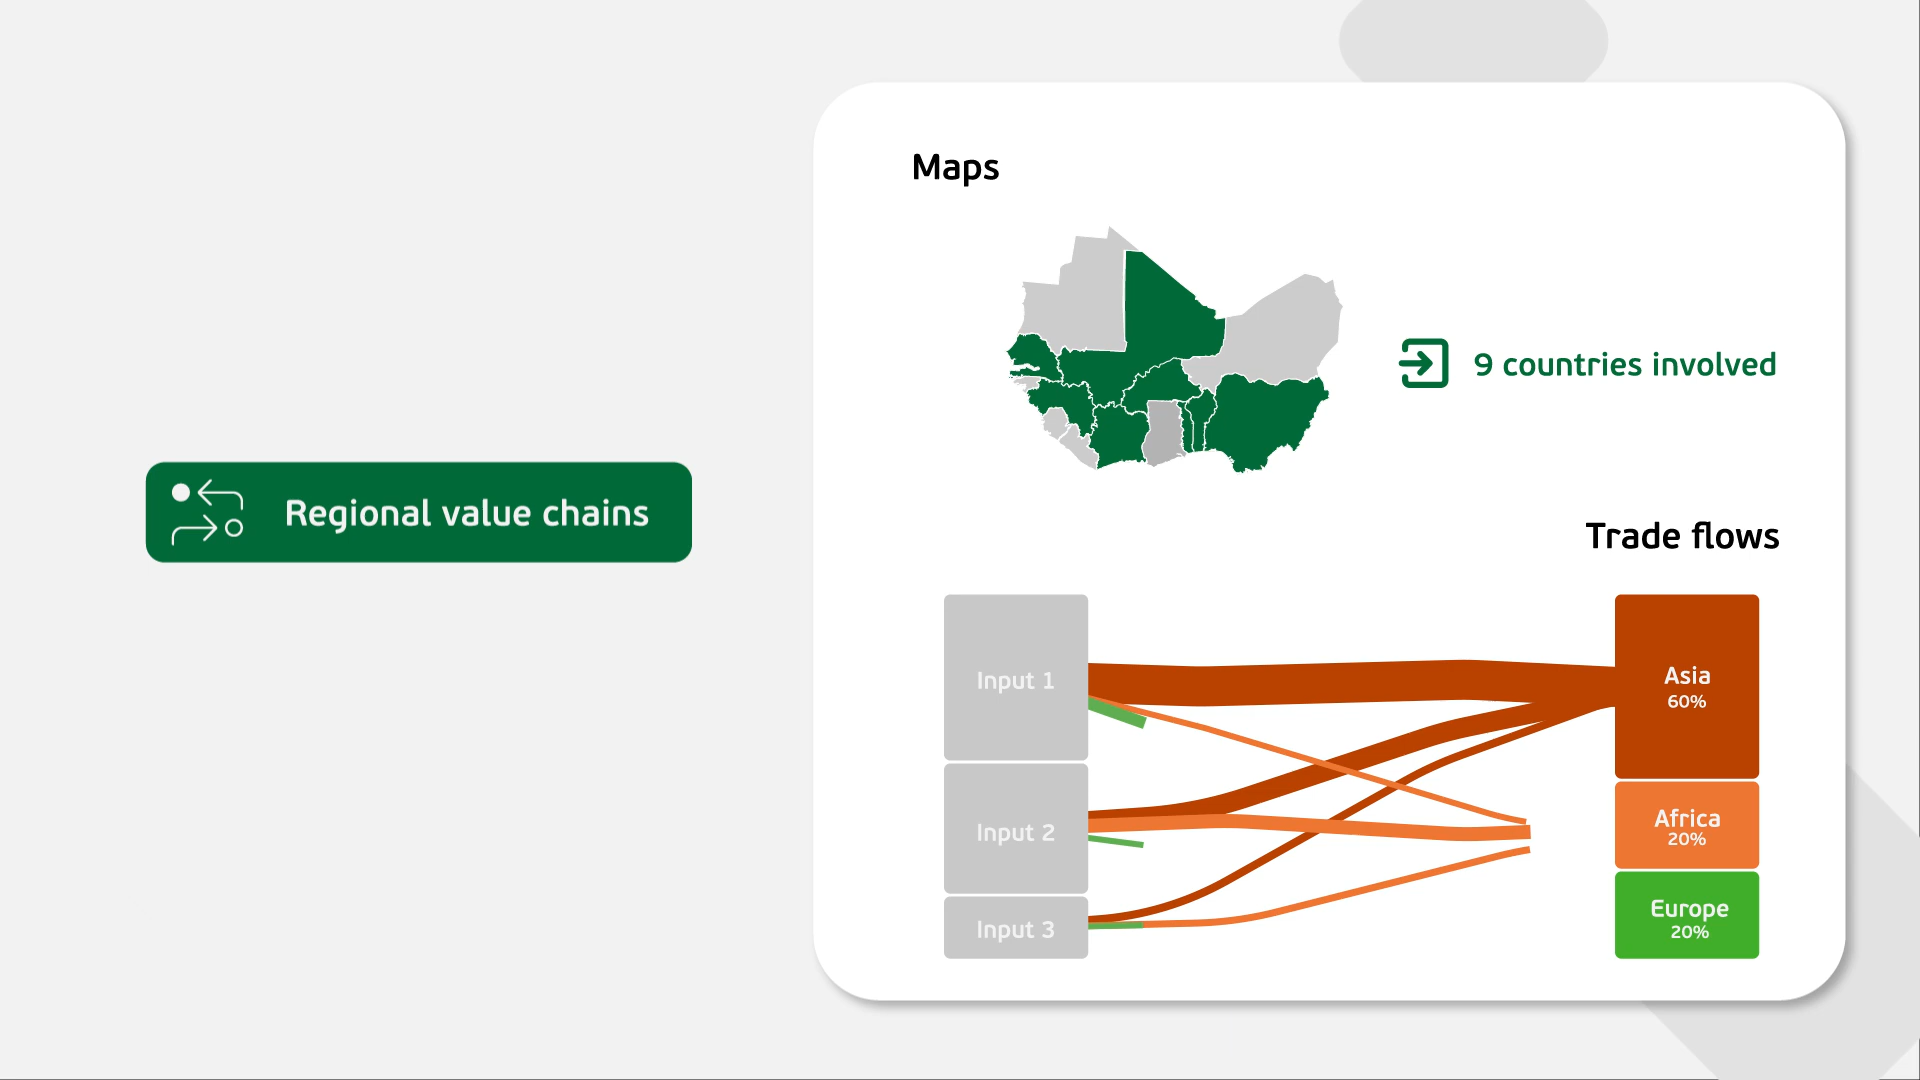 Regional value chains
Maps
9 countries involved
Trade flows
Input 1
Input 2
Input 3
Asia
60%
Africa
20%
Europe
20%